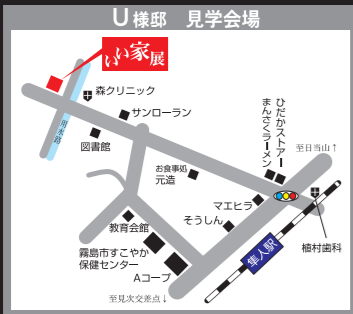 U様邸 見学会場
いい家展
森クリニック
サンローラン
用水路
図書館
ひだかストアー
まんさくラーメン
至日当山↑
お食事処
元造
マエヒラ
そうしん
教育会館
霧島市すこやか
保健センター
Aコープ
隼人駅
植村歯科
至見次交差点↓